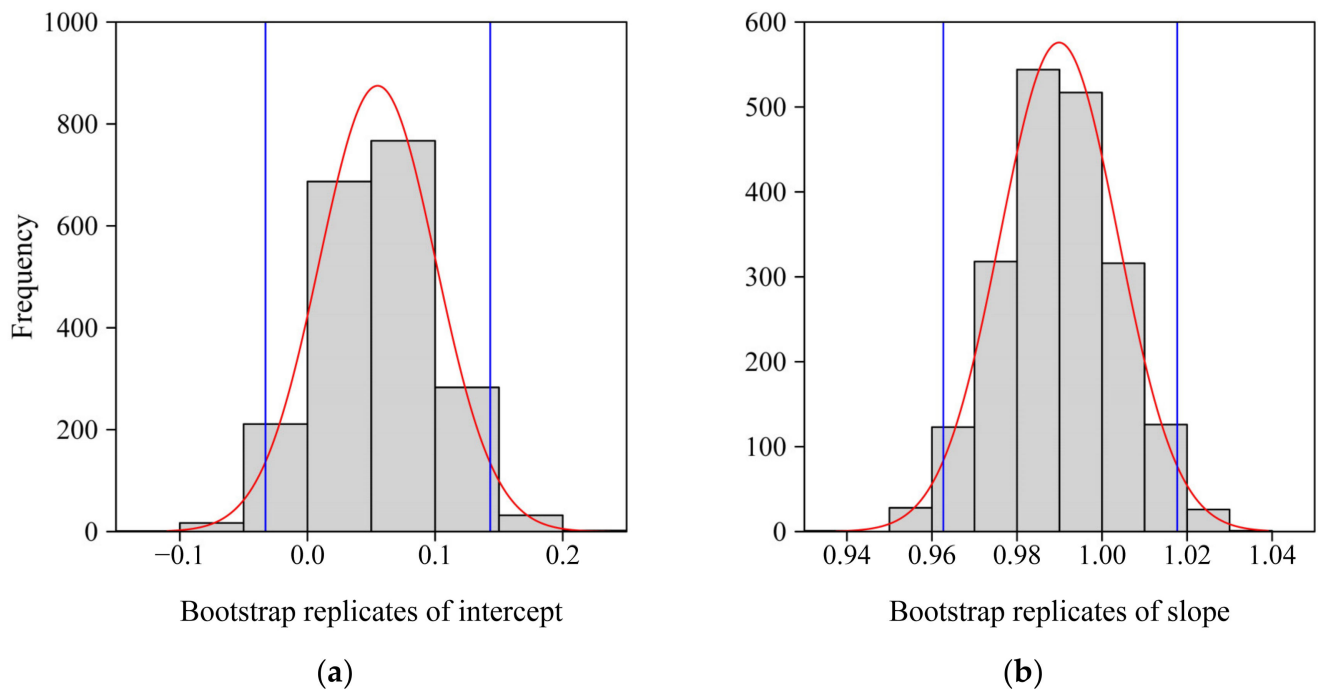 1000
800
600
400
200
0
Frequency
−0.1 0.0 0.1 0.2
Bootstrap replicates of intercept
(a)
600
500
400
300
200
100
0
0.94 0.96 0.98 1.00 1.02 1.04
Bootstrap replicates of slope
(b)